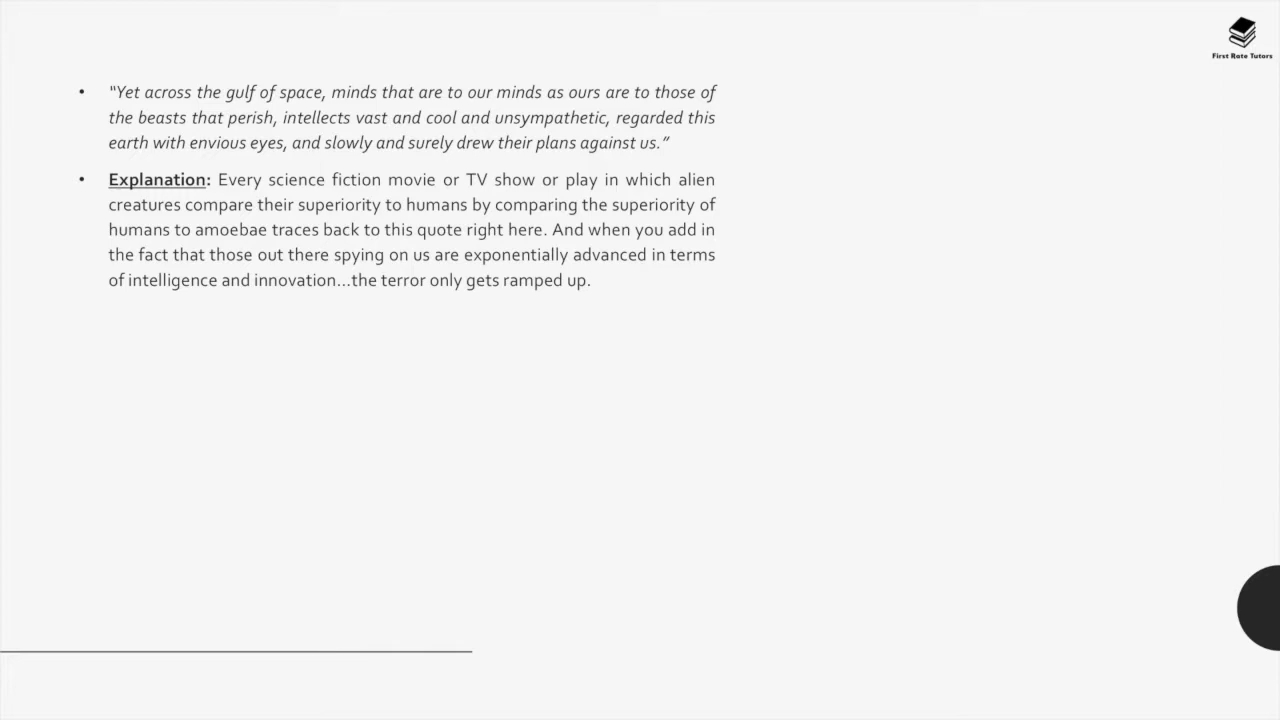 First Rate Tutors
• "Yet across the gulf of space, minds that are to our minds as ours are to those of
the beasts that perish, intellects vast and cool and unsympathetic, regarded this
earth with envious eyes, and slowly and surely drew their plans against us.”
• Explanation: Every science fiction movie or TV show or play in which alien
creatures compare their superiority to humans by comparing the superiority of
humans to amoebae traces back to this quote right here. And when you add in
the fact that those out there spying on us are exponentially advanced in terms
of intelligence and innovation...the terror only gets ramped up.